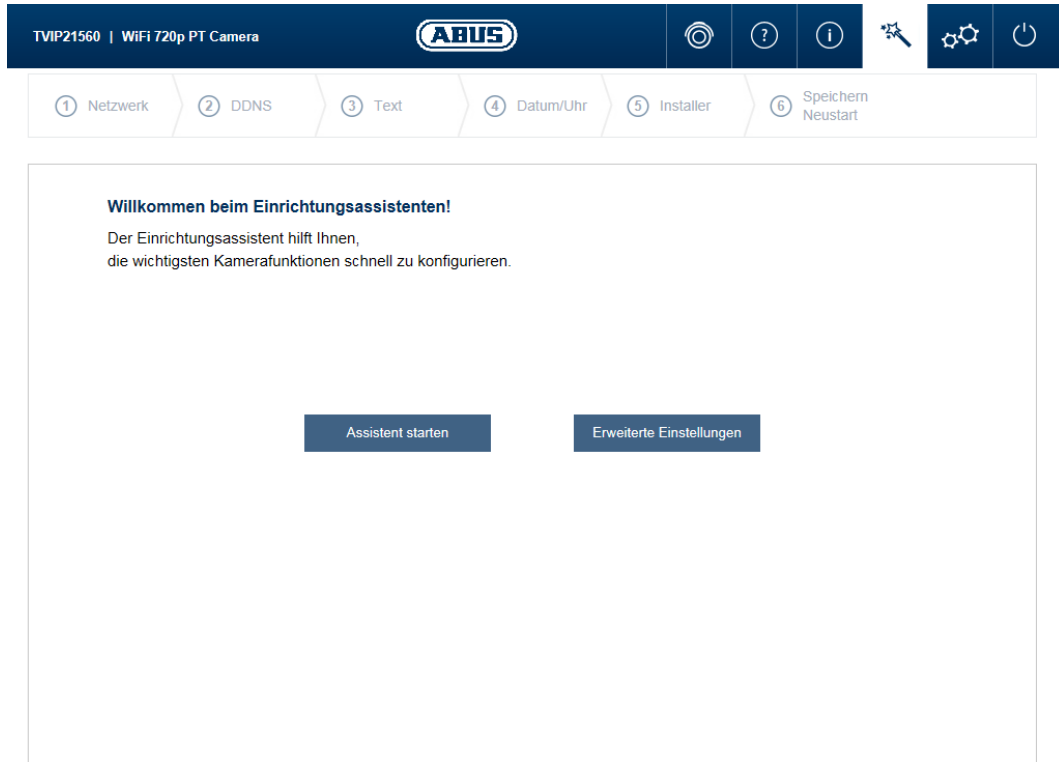 TVIP21560 | WiFi 720p PT Camera
ABUS
1 Netzwerk
2 DDNS
3 Text
4 Datum/Uhr
5 Installer
6 Speichern
Neustart
Willkommen beim Einrichtungsassistenten!
Der Einrichtungsassistent hilft Ihnen,
die wichtigsten Kamerafunktionen schnell zu konfigurieren.
Assistent starten
Erweiterte Einstellungen